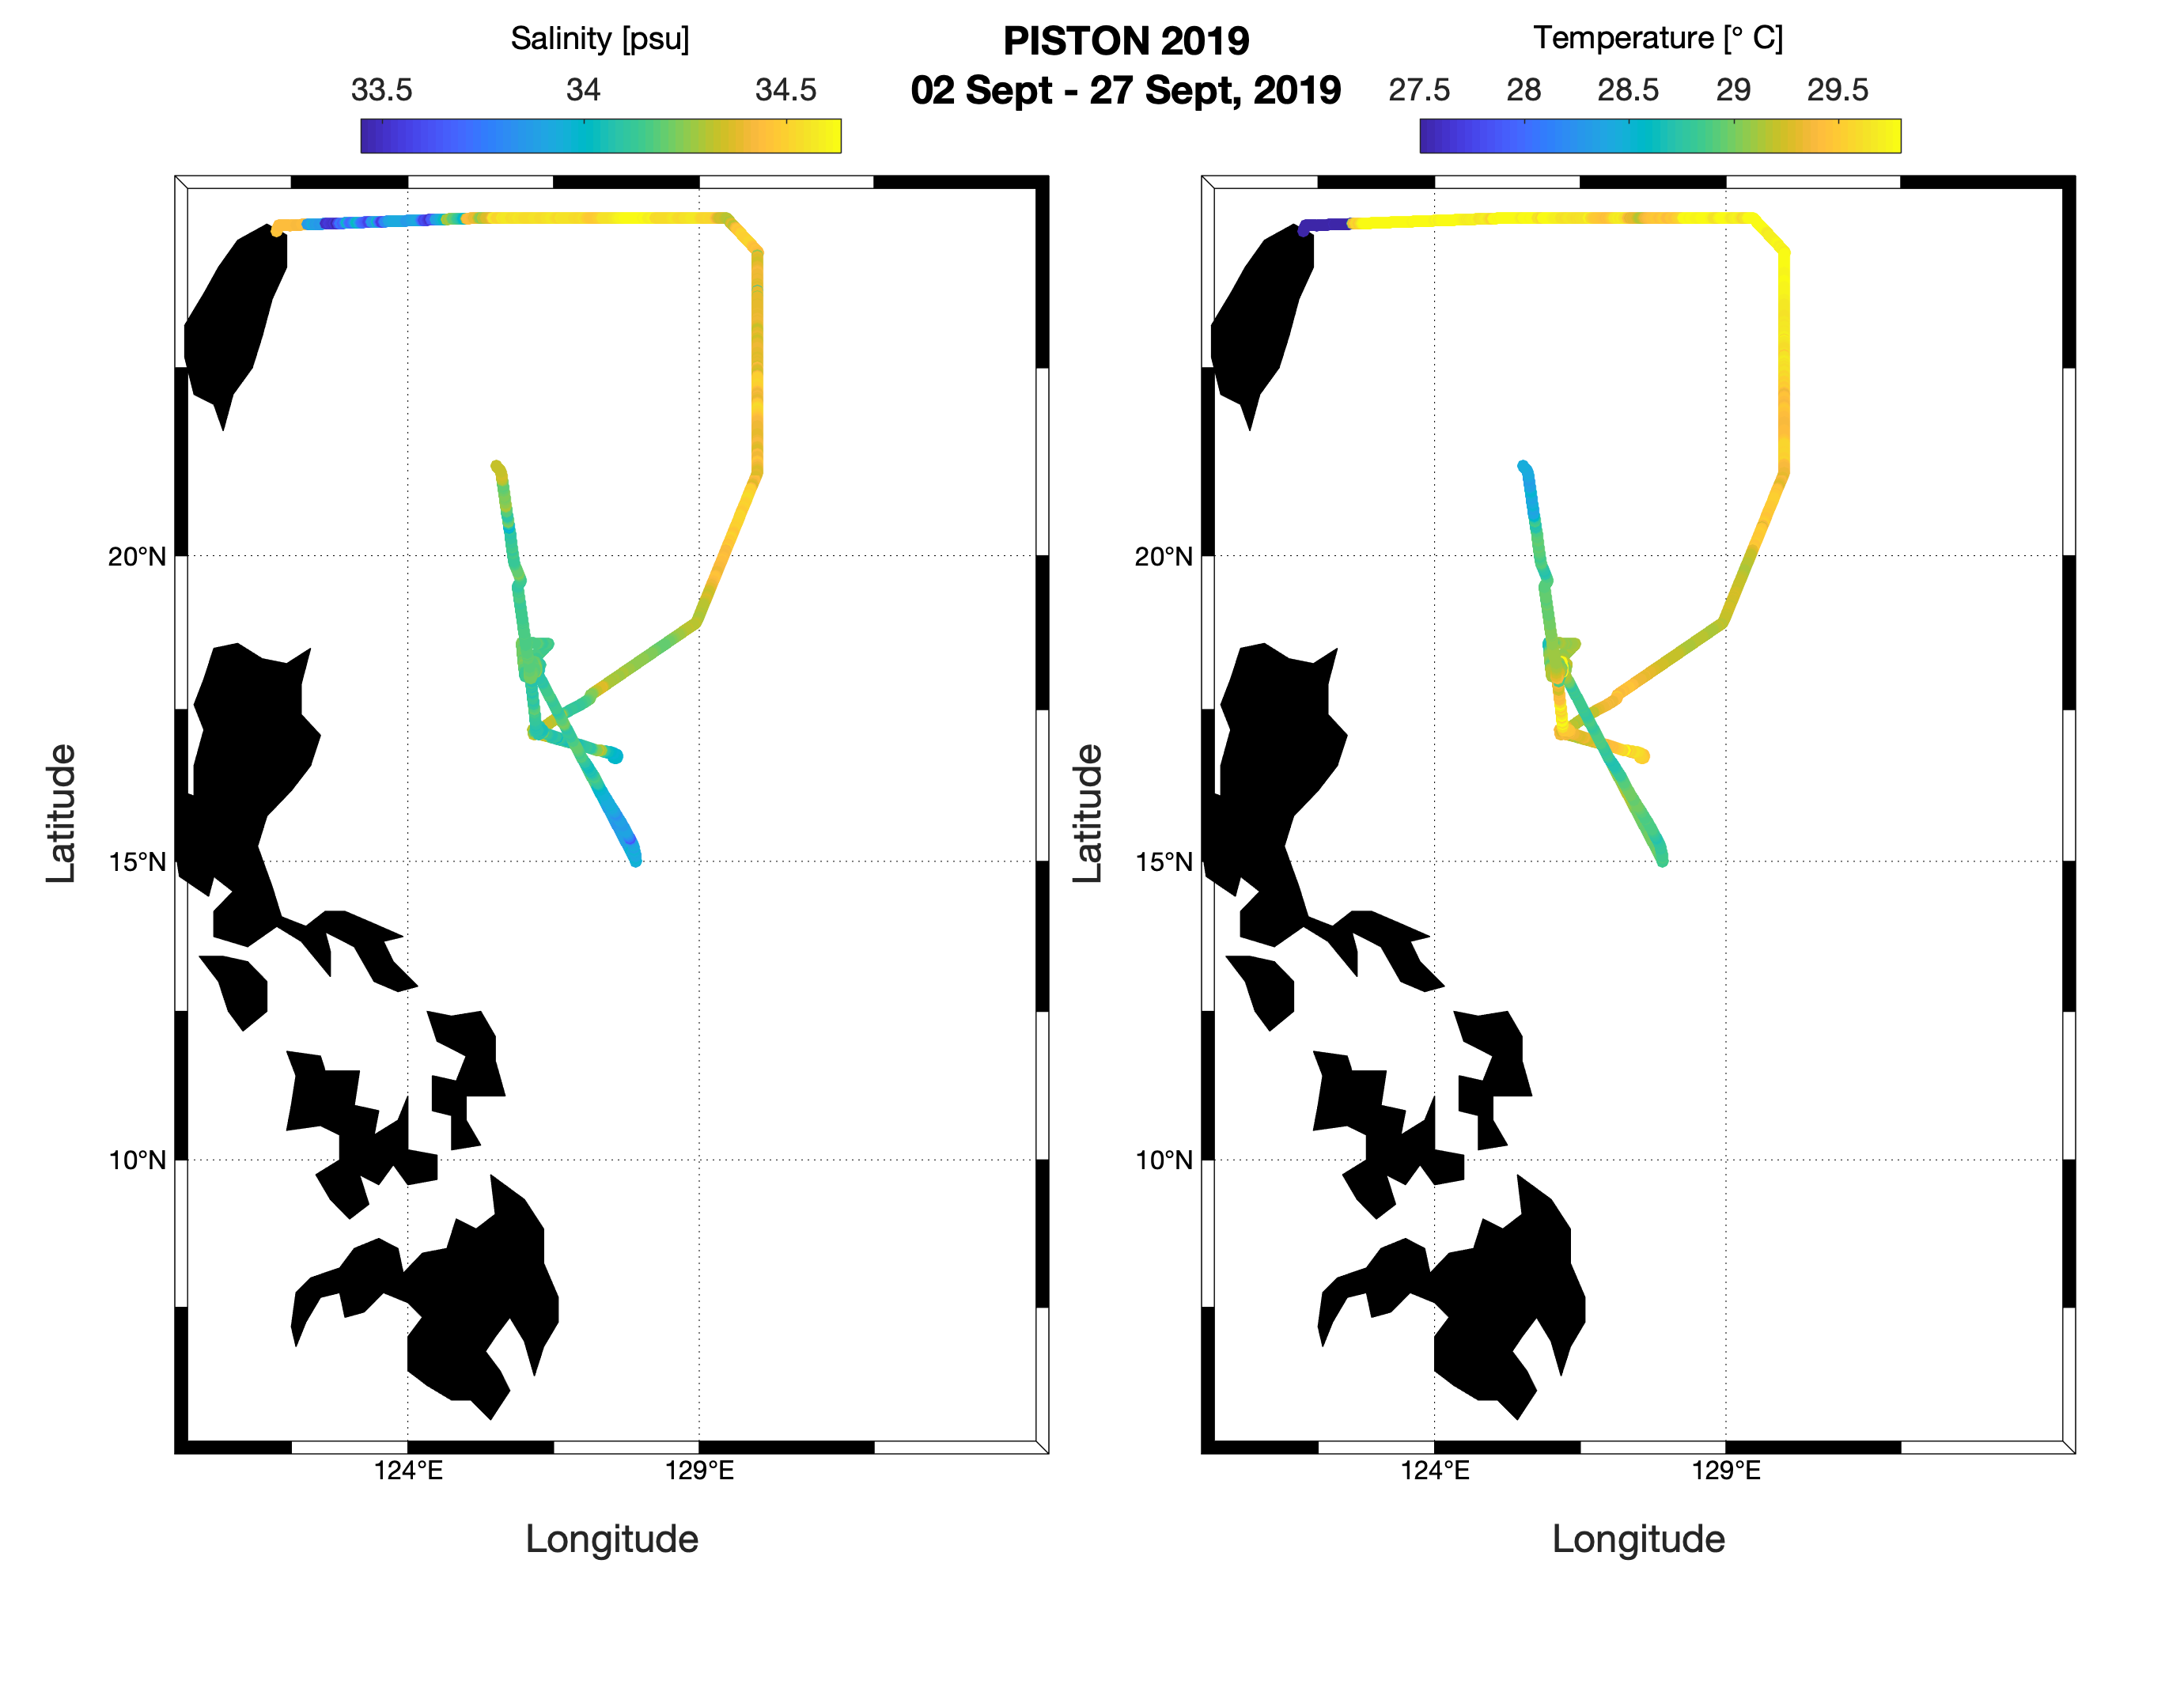 Salinity [psu]
PISTON 2019
Temperature [° C]
33.5 34 34.5
02 Sept - 27 Sept, 2019
27.5 28 28.5 29 29.5
20°N
20°N
Latitude
Latitude
15°N
15°N
10°N
10°N
124°E 129°E
124°E 129°E
Longitude
Longitude